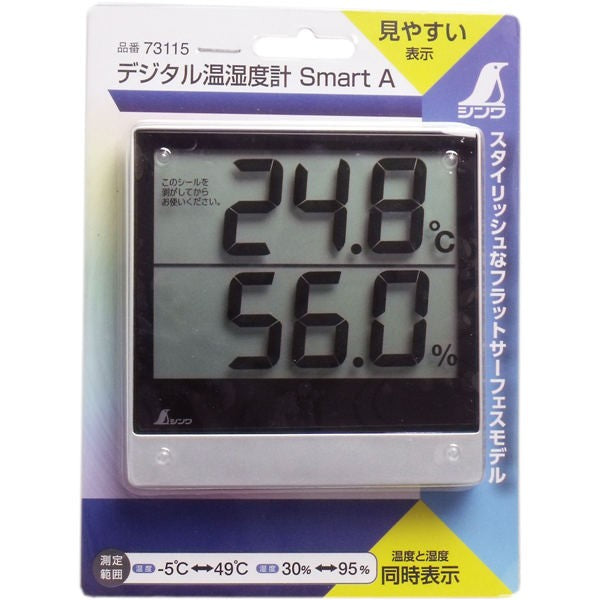 品番 73115
デジタル温湿度計 Smart A
見やすい
表示
シンワ
スタイリッシュなフラットサーフェスモデル
このシールを
剥がしてから
お使いください。
24.8℃
56.0%
シンワ
測定
範囲
温度 -5℃↔49℃ 湿度 30%↔95%
温度と湿度
同時表示